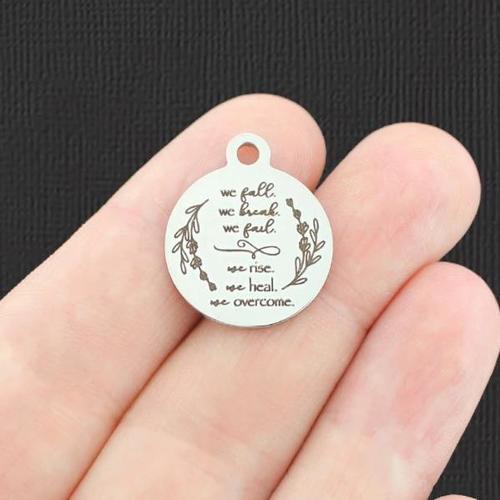 we fall.
we break.
we fail.
we rise.
we heal.
we overcome.